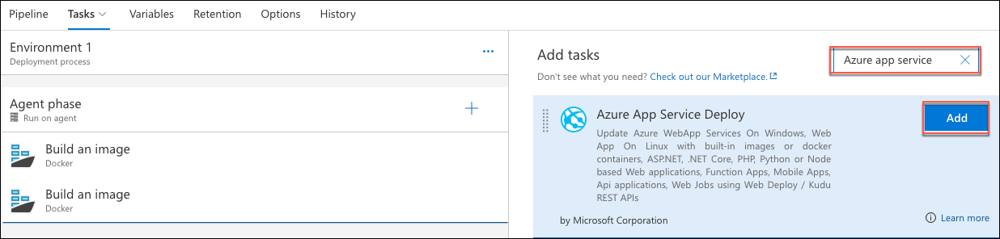 Pipeline Tasks Variables Retention Options History
Environment 1
Deployment process
Agent phase
Run on agent
Build an image
Docker
Build an image
Docker
Add tasks
Azure app service
Don't see what you need? Check out our Marketplace.
Azure App Service Deploy
Add
Update Azure WebApp Services On Windows, Web
App On Linux with built-in images or docker
containers, ASP.NET, .NET Core, PHP, Python or Node
based Web applications, Function Apps, Mobile Apps,
Api applications, Web Jobs using Web Deploy / Kudu
REST APIs
by Microsoft Corporation
Learn more